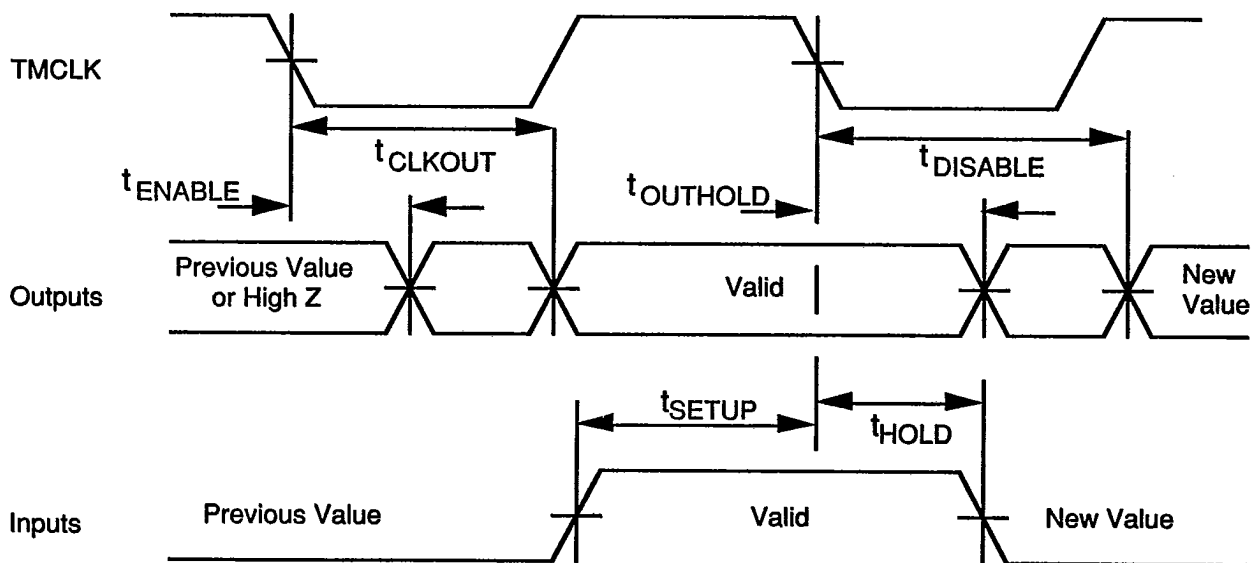 TMCLK
tCLKOUT
tDISABLE
tENABLE
tOUTHOLD
Outputs
Previous Value
or High Z
Valid
New
Value
tSETUP
tHOLD
Inputs
Previous Value
Valid
New Value